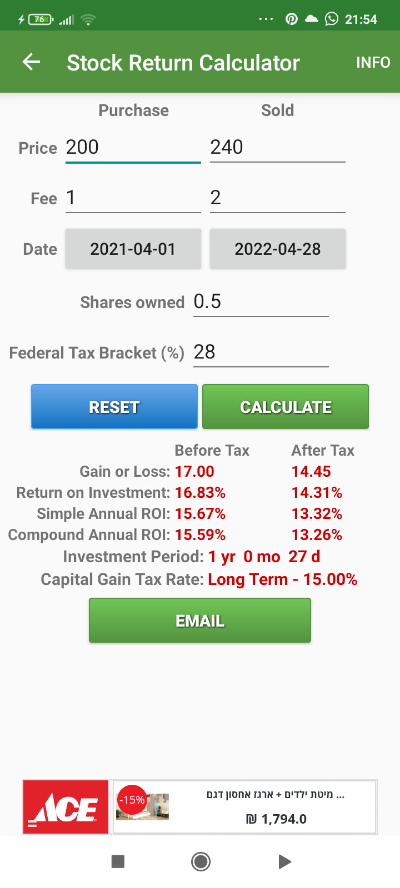 76 21:54
Stock Return Calculator INFO
Purchase Sold
Price 200 240
Fee 1 2
Date 2021-04-01 2022-04-28
Shares owned 0.5
Federal Tax Bracket (%) 28
RESET CALCULATE
Before Tax After Tax
Gain or Loss: 17.00 14.45
Return on Investment: 16.83% 14.31%
Simple Annual ROI: 15.67% 13.32%
Compound Annual ROI: 15.59% 13.26%
Investment Period: 1 yr 0 mo 27 d
Capital Gain Tax Rate: Long Term - 15.00%
EMAIL
ACE
-15%
מיטת ילדים + ארגז אחסון דגם ...
₪ 1,794.0